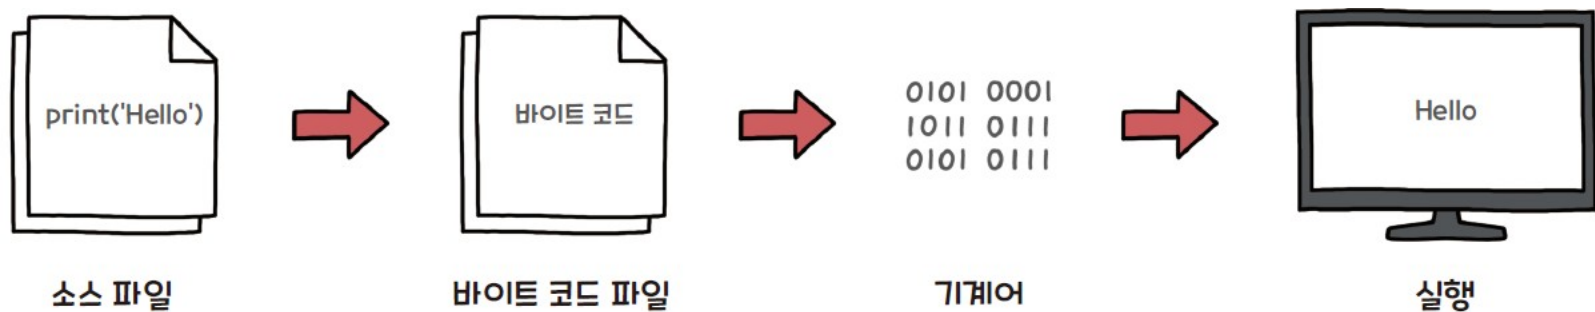 print('Hello')
바이트 코드
0101 0001
1011 0111
0101 0111
Hello
소스 파일
바이트 코드 파일
기계어
실행